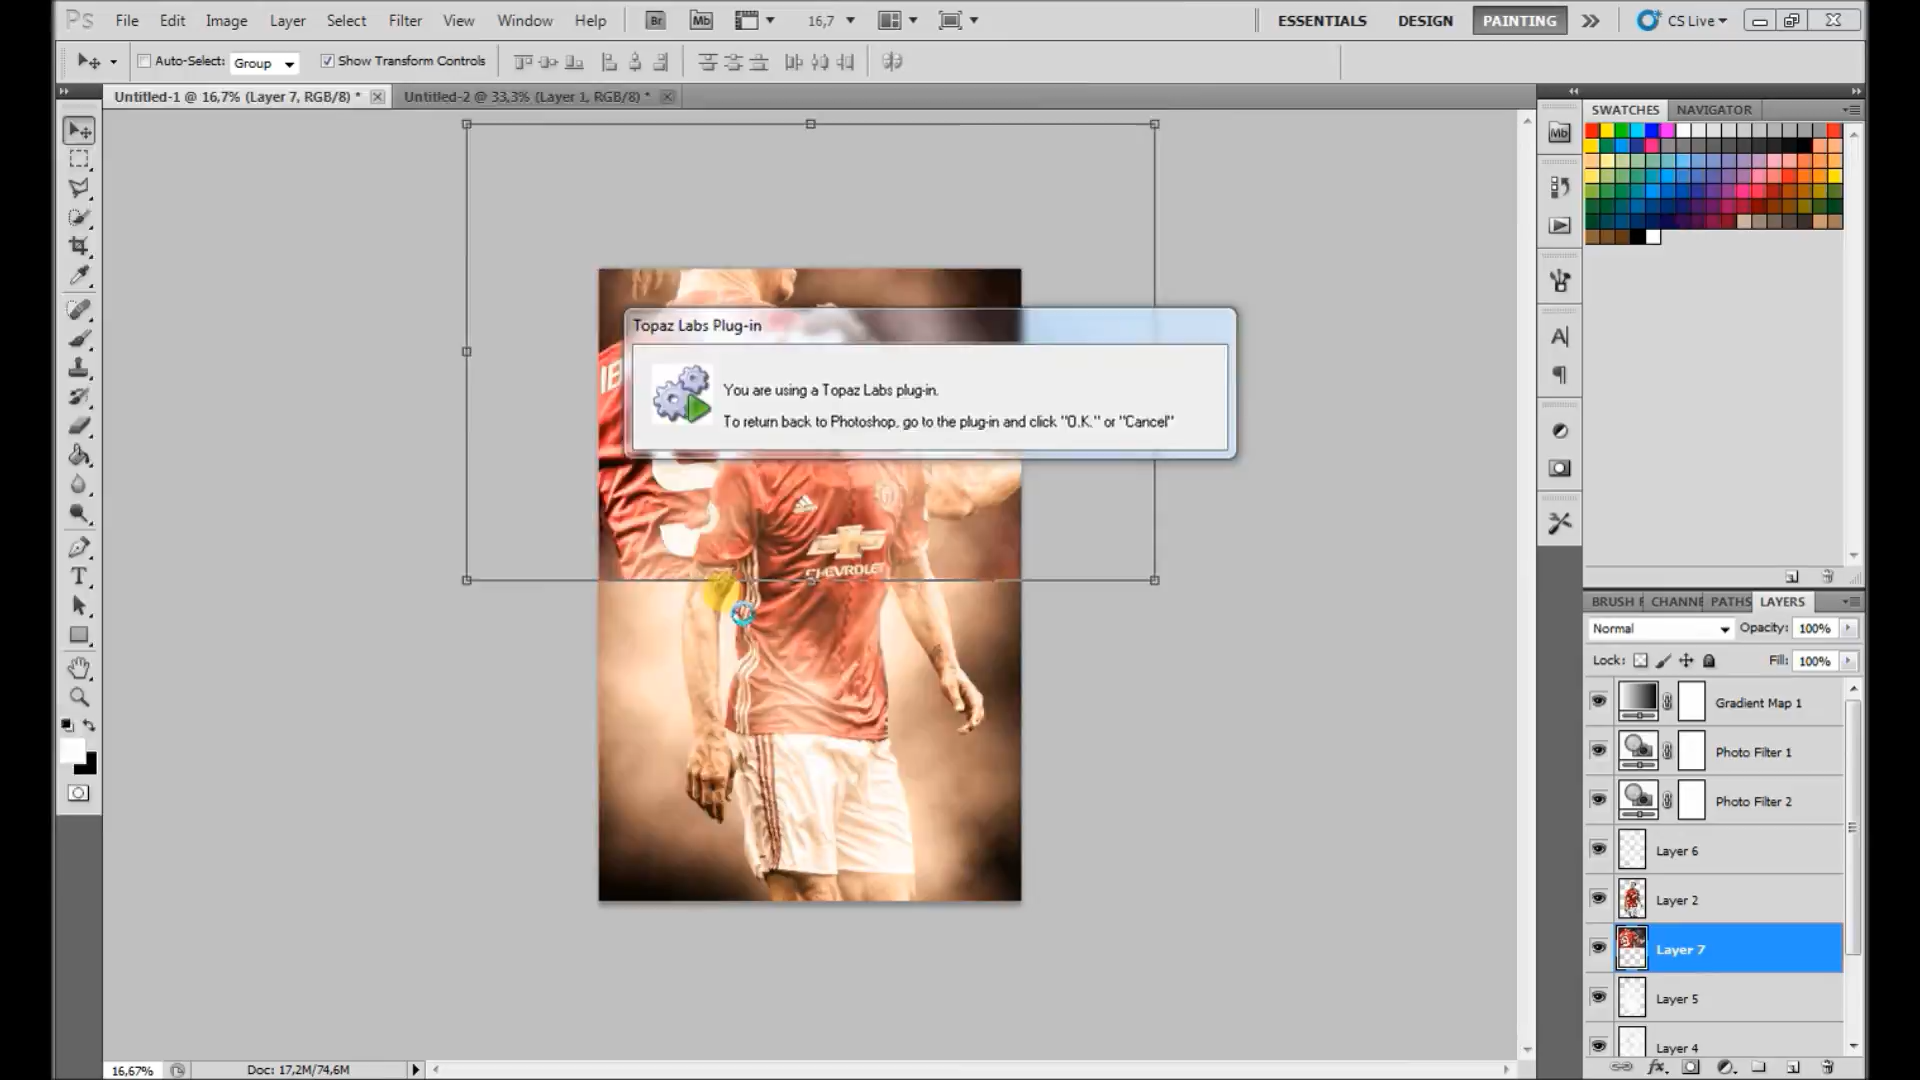 Ps File Edit Image Layer Select Filter View Window Help Br Mb 16,7 ESSENTIALS DESIGN PAINTING CS Live
Auto-Select: Group Show Transform Controls
Untitled-1 @ 16,7% (Layer 7, RGB/8) * Untitled-2 @ 33,3% (Layer 1, RGB/8) *
SWATCHES NAVIGATOR
Mb
Topaz Labs Plug-in
You are using a Topaz Labs plug-in.
To return back to Photoshop, go to the plug-in and click "O.K." or "Cancel"
CHEVROLET
BRUSH CHANNE PATHS LAYERS
Normal Opacity: 100%
Lock: Fill: 100%
Gradient Map 1
Photo Filter 1
Photo Filter 2
Layer 6
Layer 2
Layer 7
Layer 5
Layer 4
16,67% Doc: 17,2M/74,6M